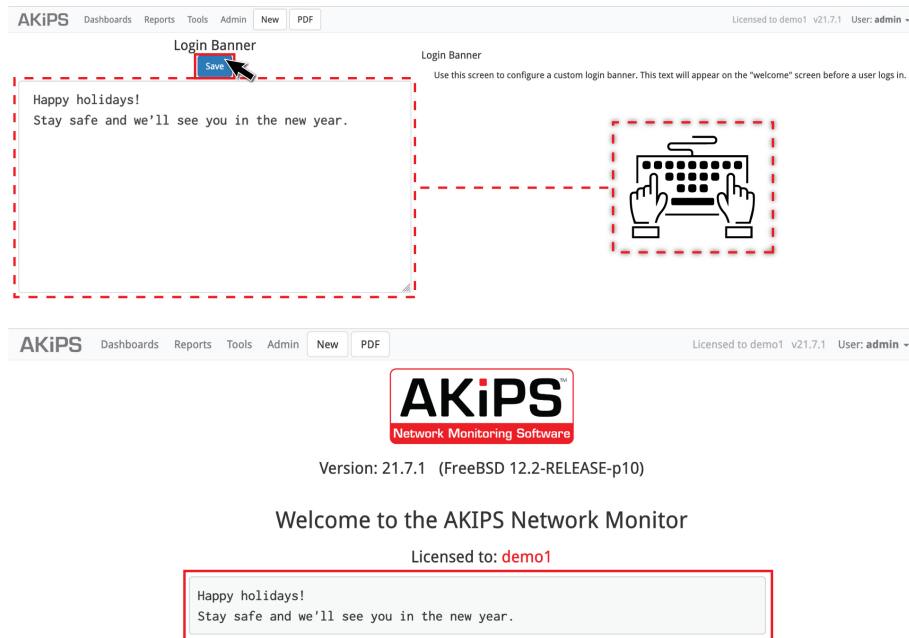 AKiPS Dashboards Reports Tools Admin New PDF Licensed to demo1 v21.7.1 User: admin
Login Banner
Save
Happy holidays!
Stay safe and we'll see you in the new year.
Login Banner
Use this screen to configure a custom login banner. This text will appear on the "welcome" screen before a user logs in.
AKiPS Dashboards Reports Tools Admin New PDF Licensed to demo1 v21.7.1 User: admin
AKiPS™
Network Monitoring Software
Version: 21.7.1 (FreeBSD 12.2-RELEASE-p10)
Welcome to the AKIPS Network Monitor
Licensed to: demo1
Happy holidays!
Stay safe and we'll see you in the new year.